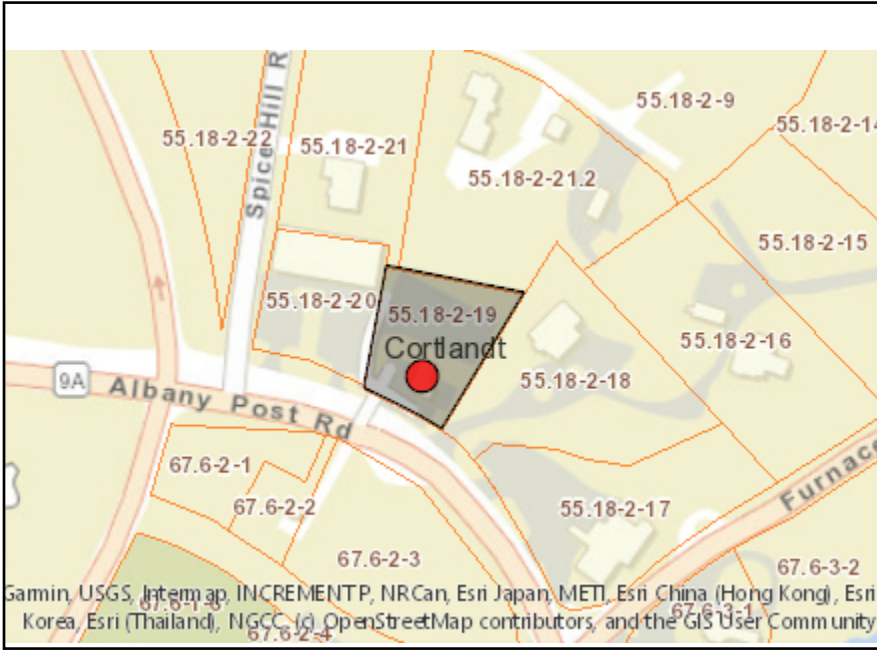 55.18-2-9
55.18-2-14
55.18-2-22
55.18-2-21
Spice Hill R
55.18-2-21.2
55.18-2-15
55.18-2-20
55.18-2-19
Cortlandt
55.18-2-16
9A
Albany Post Rd
55.18-2-18
67.6-2-1
67.6-2-2
Furnace
55.18-2-17
67.6-2-3
67.6-3-2
Garmin, USGS, Intermap, INCREMENT P, NRCan, Esri Japan, METI, Esri China (Hong Kong), Esri
67.6-3-1
Korea, Esri (Thailand), NGCC, (c) OpenStreetMap contributors, and the GIS User Community
67.6-2-4